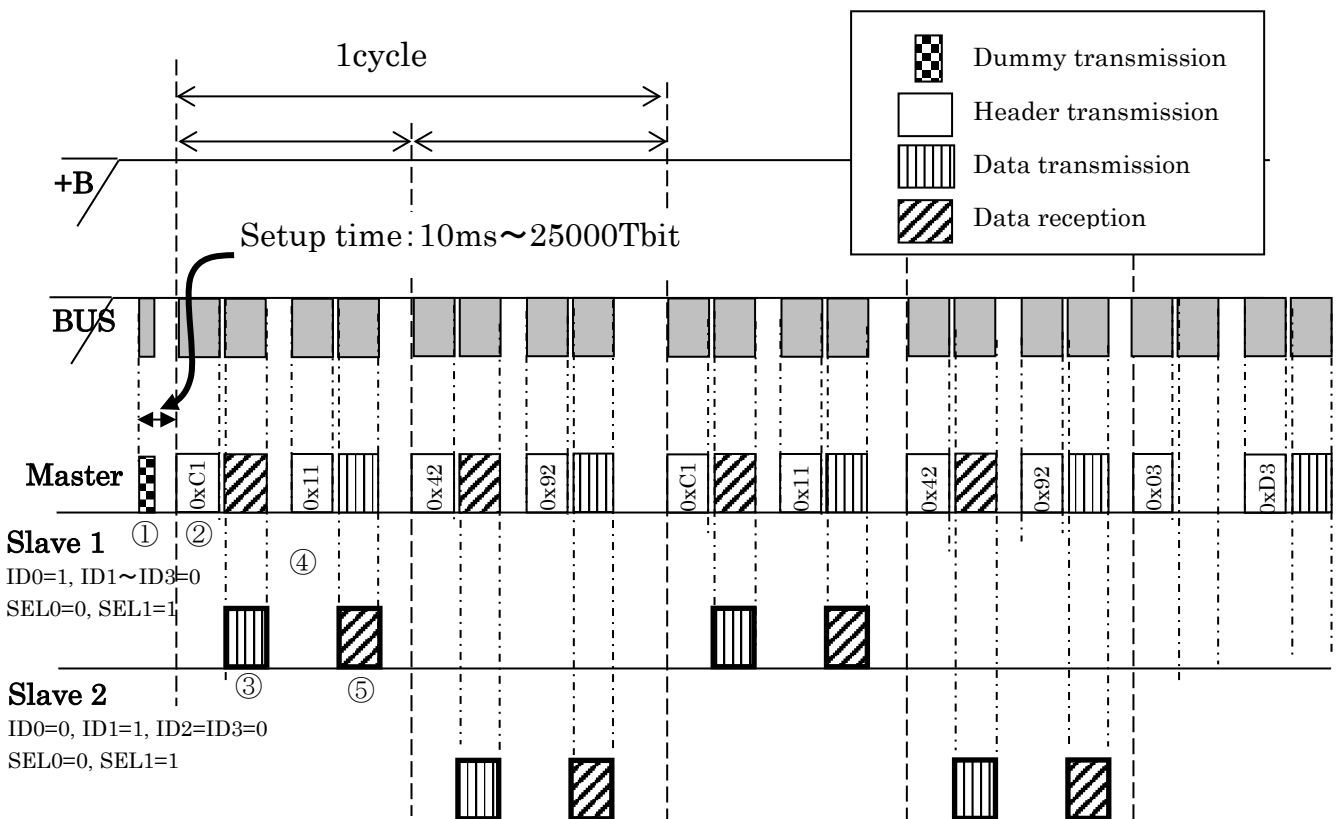 1cycle
Dummy transmission
Header transmission
Data transmission
Data reception
+B
Setup time:10ms～25000Tbit
BUS
Master
0xC1
0x11
0x42
0x92
0xC1
0x11
0x42
0x92
0x03
0xD3
① ②
Slave 1
④
ID0=1, ID1～ID3=0
SEL0=0, SEL1=1
③ ⑤
Slave 2
ID0=0, ID1=1, ID2=ID3=0
SEL0=0, SEL1=1